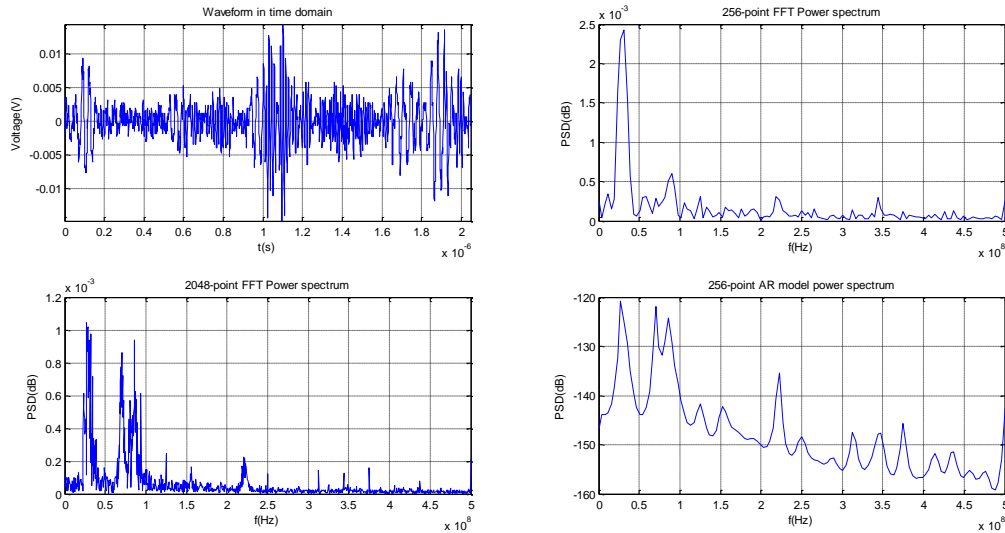 Waveform in time domain
0.01
0.005
0
-0.005
-0.01
Voltage(V)
0 0.2 0.4 0.6 0.8 1 1.2 1.4 1.6 1.8 2
t(s)
x 10^-6
256-point FFT Power spectrum
x 10^-3
2.5
2
1.5
1
0.5
0
PSD(dB)
0 0.5 1 1.5 2 2.5 3 3.5 4 4.5 5
f(Hz)
x 10^8
2048-point FFT Power spectrum
x 10^-3
1.2
1
0.8
0.6
0.4
0.2
0
PSD(dB)
0 0.5 1 1.5 2 2.5 3 3.5 4 4.5 5
f(Hz)
x 10^8
256-point AR model power spectrum
-120
-130
-140
-150
-160
PSD(dB)
0 0.5 1 1.5 2 2.5 3 3.5 4 4.5 5
f(Hz)
x 10^8